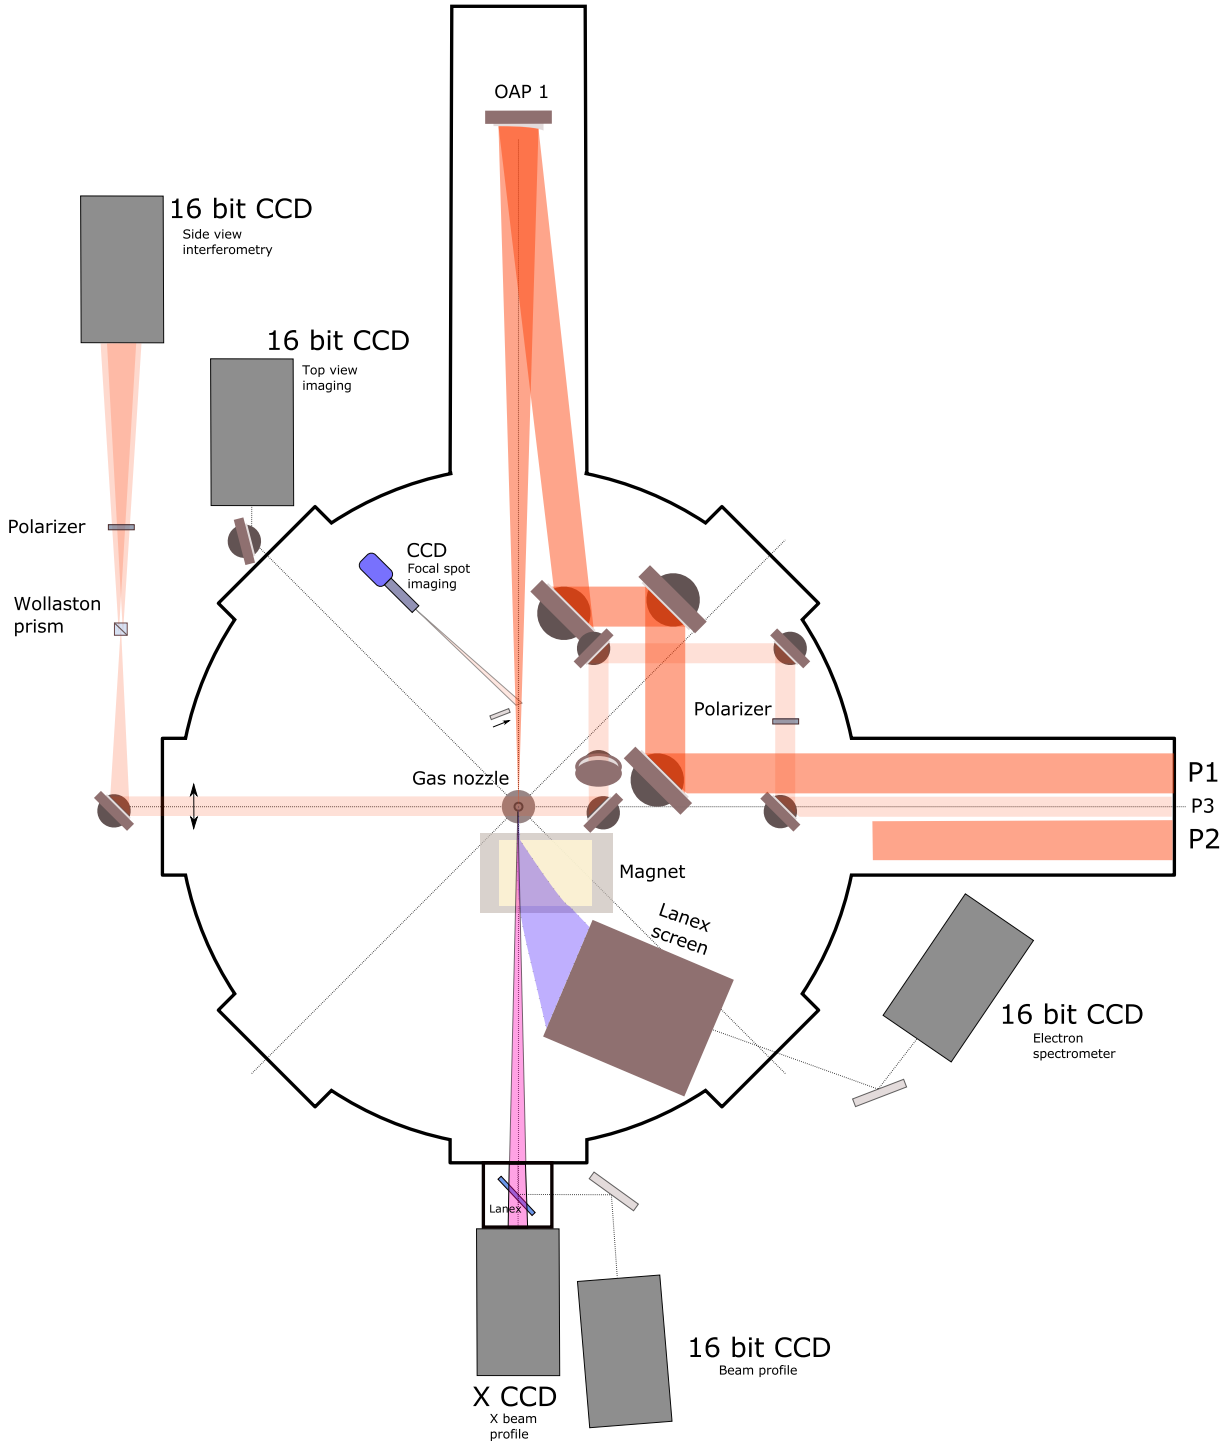 OAP 1
16 bit CCD
Side view
interferometry
16 bit CCD
Top view
imaging
Polarizer
CCD
Focal spot
imaging
Wollaston
prism
Polarizer
Gas nozzle
P1
P3
P2
Magnet
Lanex
screen
16 bit CCD
Electron
spectrometer
Lanex
16 bit CCD
Beam profile
X CCD
X beam
profile